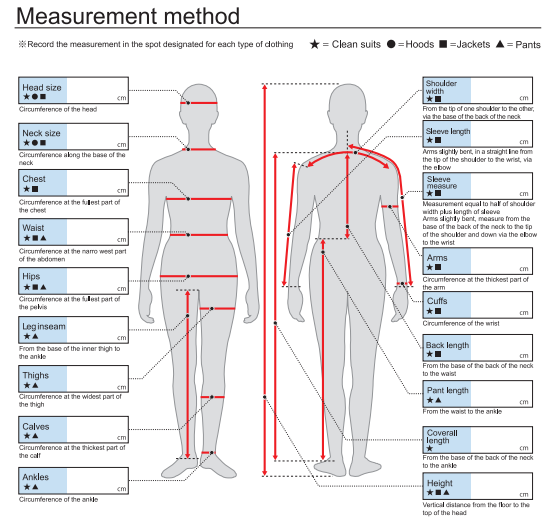 Measurement method
※Record the measurement in the spot designated for each type of clothing
★ = Clean suits ●=Hoods ■=Jackets ▲= Pants
Head size
★●■
cm
Circumference of the head
Neck size
★●■
cm
Circumference along the base of the
neck
Chest
★■
cm
Circumference at the fullest part of
the chest
Waist
★■▲
cm
Circumference at the narro west part
of the abdomen
Hips
★■▲
cm
Circumference at the fullest part of
the pelvis
Leg inseam
★▲
cm
From the base of the inner thigh to
the ankle
Thighs
★▲
cm
Circumference at the widest part of
the thigh
Calves
★▲
cm
Circumference at the thickest part of
the calf
Ankles
★▲
cm
Circumference of the ankle
Shoulder
width
★■
cm
From the tip of one shoulder to the other,
via the base of the back of the neck
Sleeve length
★■
cm
Arms slightly bent, in a straight line from
the tip of the shoulder to the wrist, via
the elbow
Sleeve
measure
★■
cm
Measurement equal to half of shoulder
width plus length of sleeve
Arms slightly bent, measure from the
base of the back of the neck to the tip
of the shoulder and down via the elbow
to the wrist
Arms
★■
cm
Circumference at the thickest part of
the arm
Cuffs
★■
cm
Circumference of the wrist
Back length
★■
cm
From the base of the back of the neck
to the waist
Pant length
★▲
cm
From the waist to the ankle
Coverall
length
★
cm
From the base of the back of the neck
to the ankle
Height
★■▲
cm
Vertical distance from the floor to the
top of the head